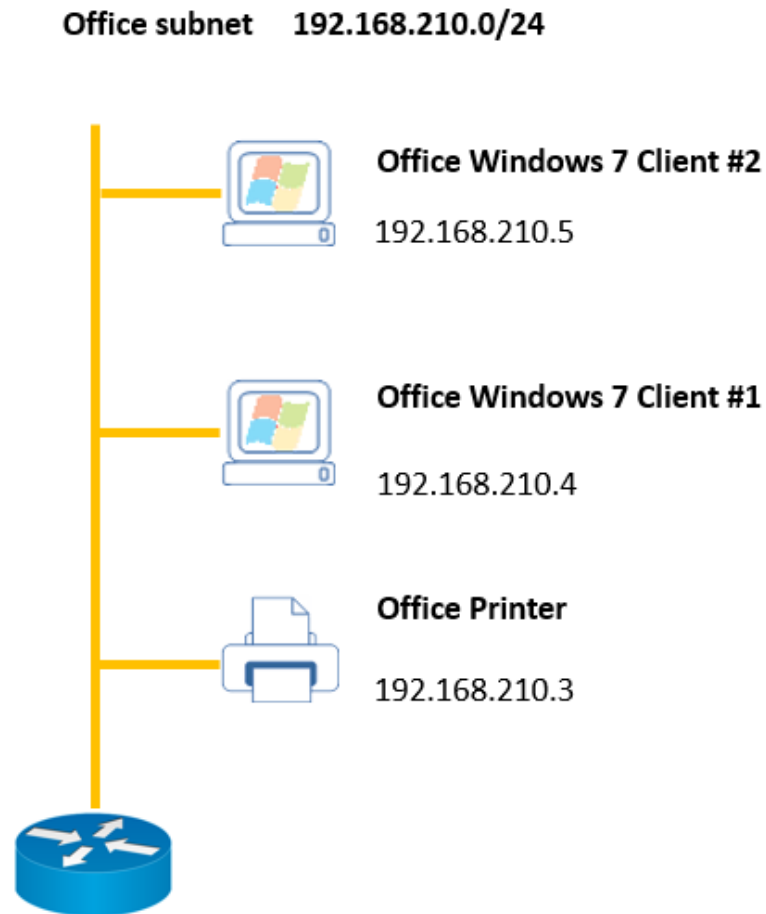 Office subnet 192.168.210.0/24
Office Windows 7 Client #2
192.168.210.5
Office Windows 7 Client #1
192.168.210.4
Office Printer
192.168.210.3